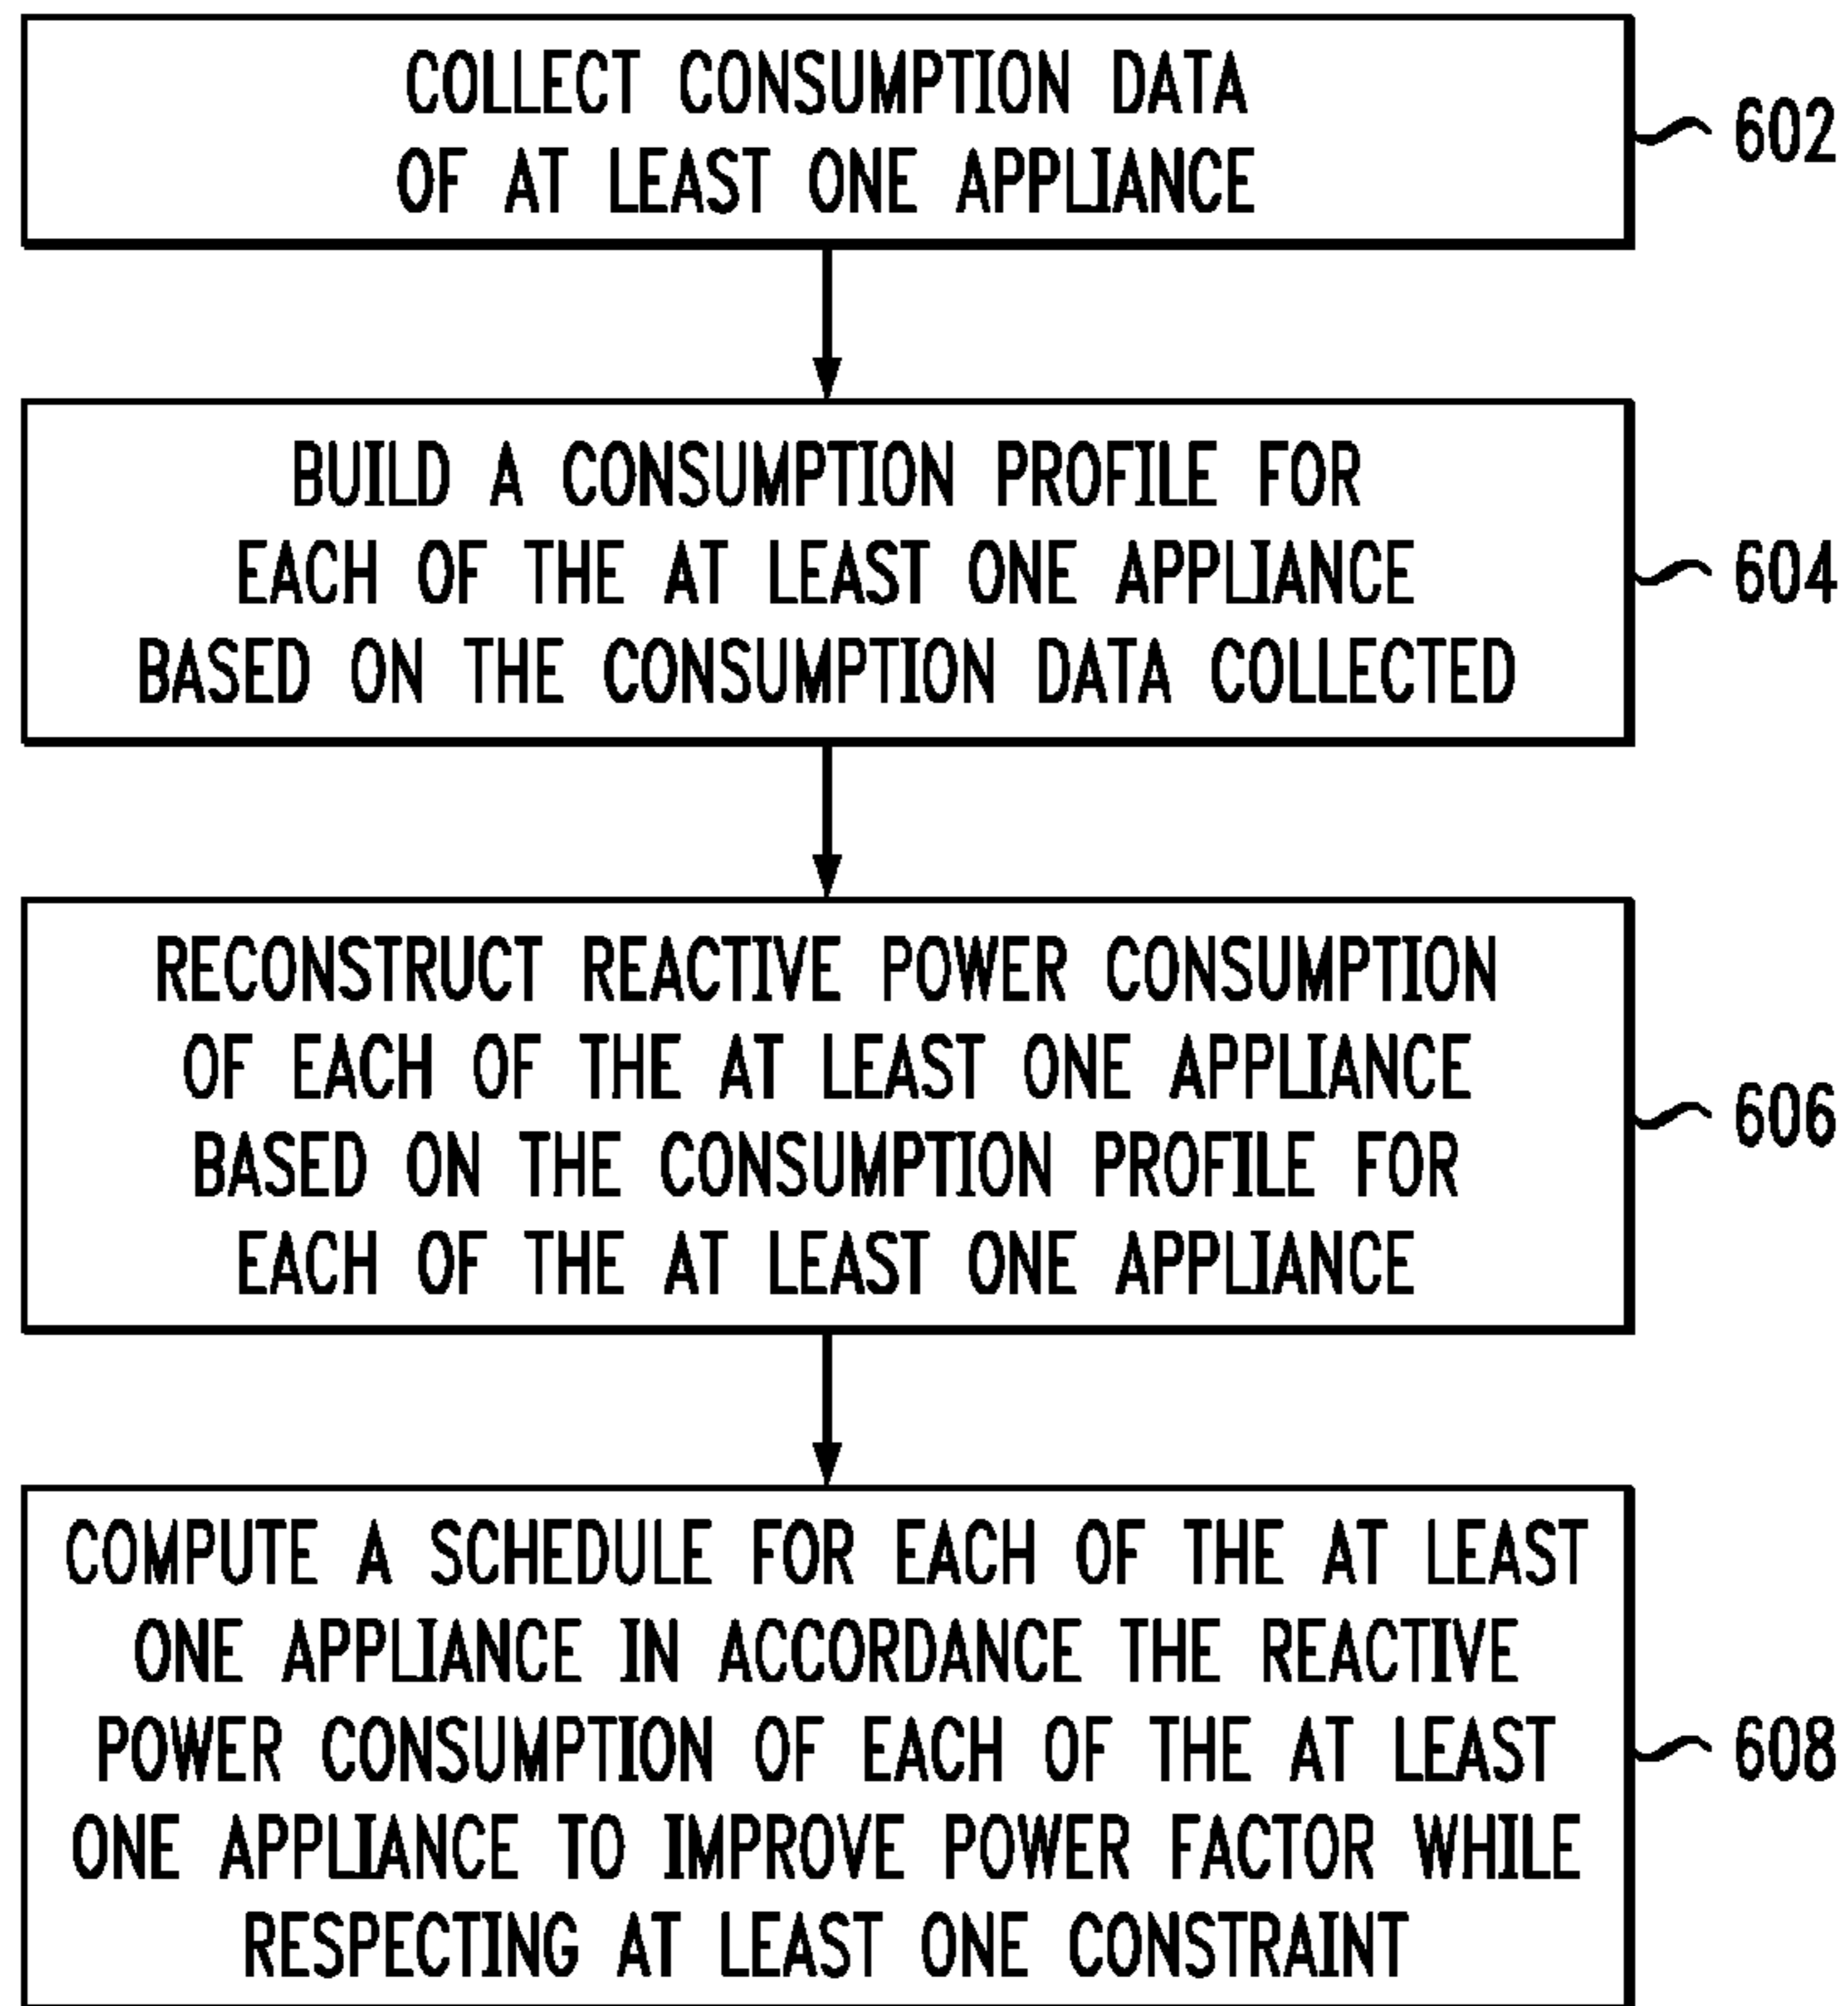 COLLECT CONSUMPTION DATA
OF AT LEAST ONE APPLIANCE
602
BUILD A CONSUMPTION PROFILE FOR
EACH OF THE AT LEAST ONE APPLIANCE
BASED ON THE CONSUMPTION DATA COLLECTED
604
RECONSTRUCT REACTIVE POWER CONSUMPTION
OF EACH OF THE AT LEAST ONE APPLIANCE
BASED ON THE CONSUMPTION PROFILE FOR
EACH OF THE AT LEAST ONE APPLIANCE
606
COMPUTE A SCHEDULE FOR EACH OF THE AT LEAST
ONE APPLIANCE IN ACCORDANCE THE REACTIVE
POWER CONSUMPTION OF EACH OF THE AT LEAST
ONE APPLIANCE TO IMPROVE POWER FACTOR WHILE
RESPECTING AT LEAST ONE CONSTRAINT
608